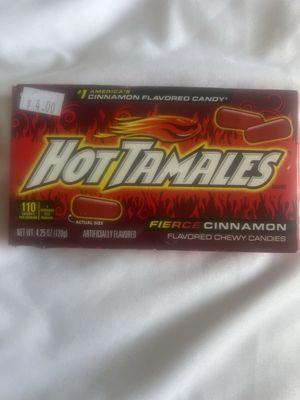 $4.00
#1 AMERICA'S
CINNAMON FLAVORED CANDY*
HOT TAMALES
110
ACTUAL SIZE
FIERCE CINNAMON
FLAVORED CHEWY CANDIES
NET WT. 4.25 OZ (120g)
ARTIFICIALLY FLAVORED